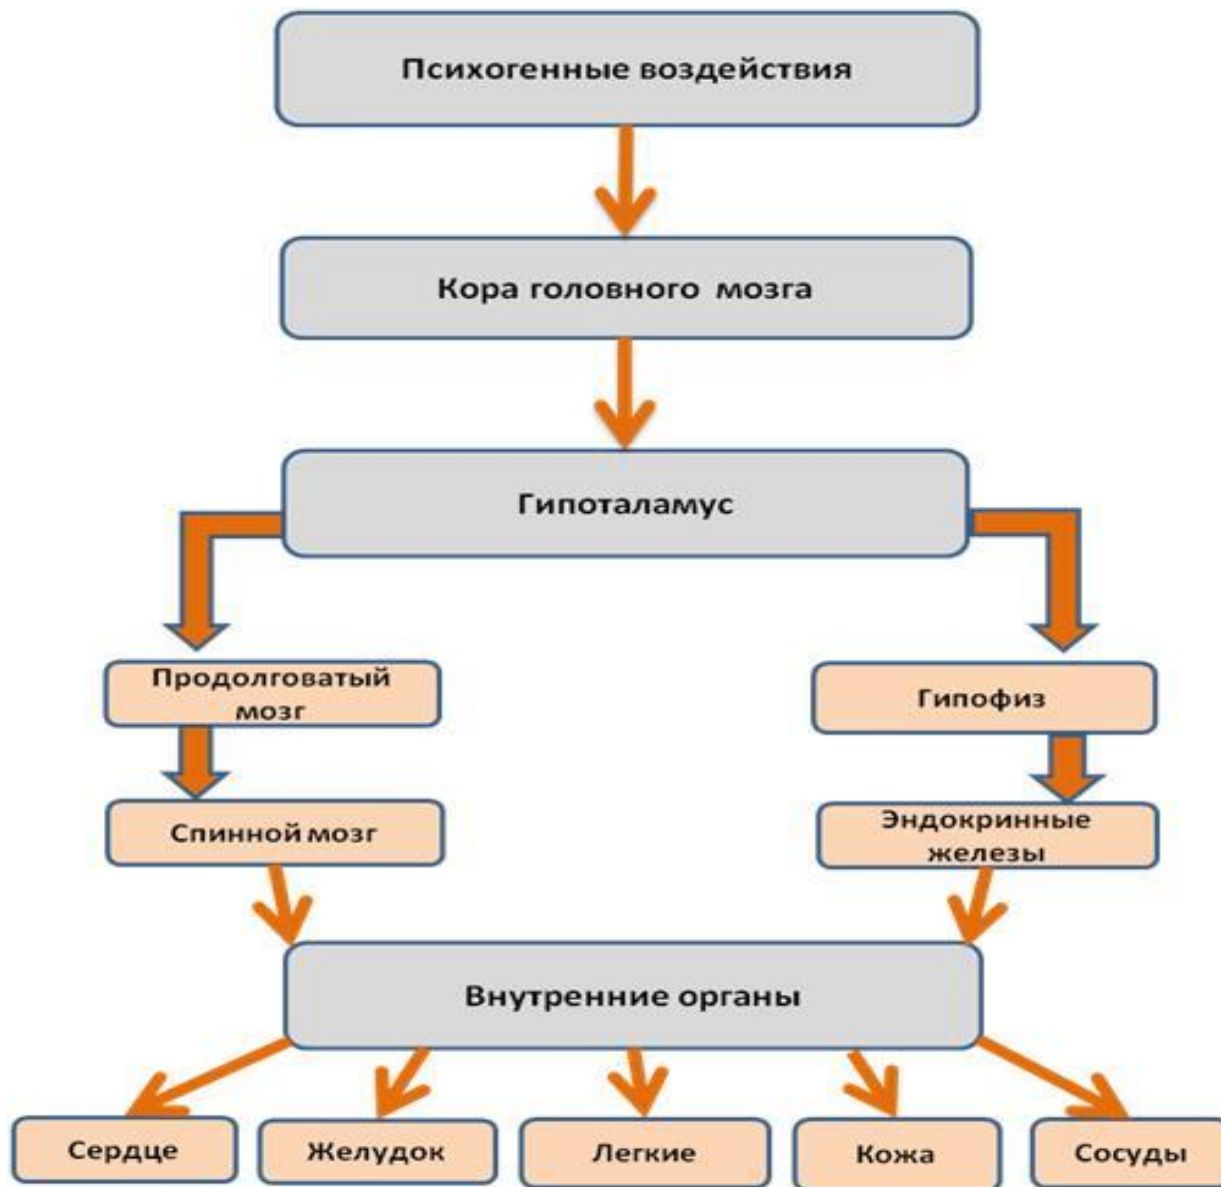 Психогенные воздействия
Кора головного мозга
Гипоталамус
Продолговатый
мозг
Гипофиз
Спинной мозг
Эндокринные
железы
Внутренние органы
Сердце
Желудок
Легкие
Кожа
Сосуды